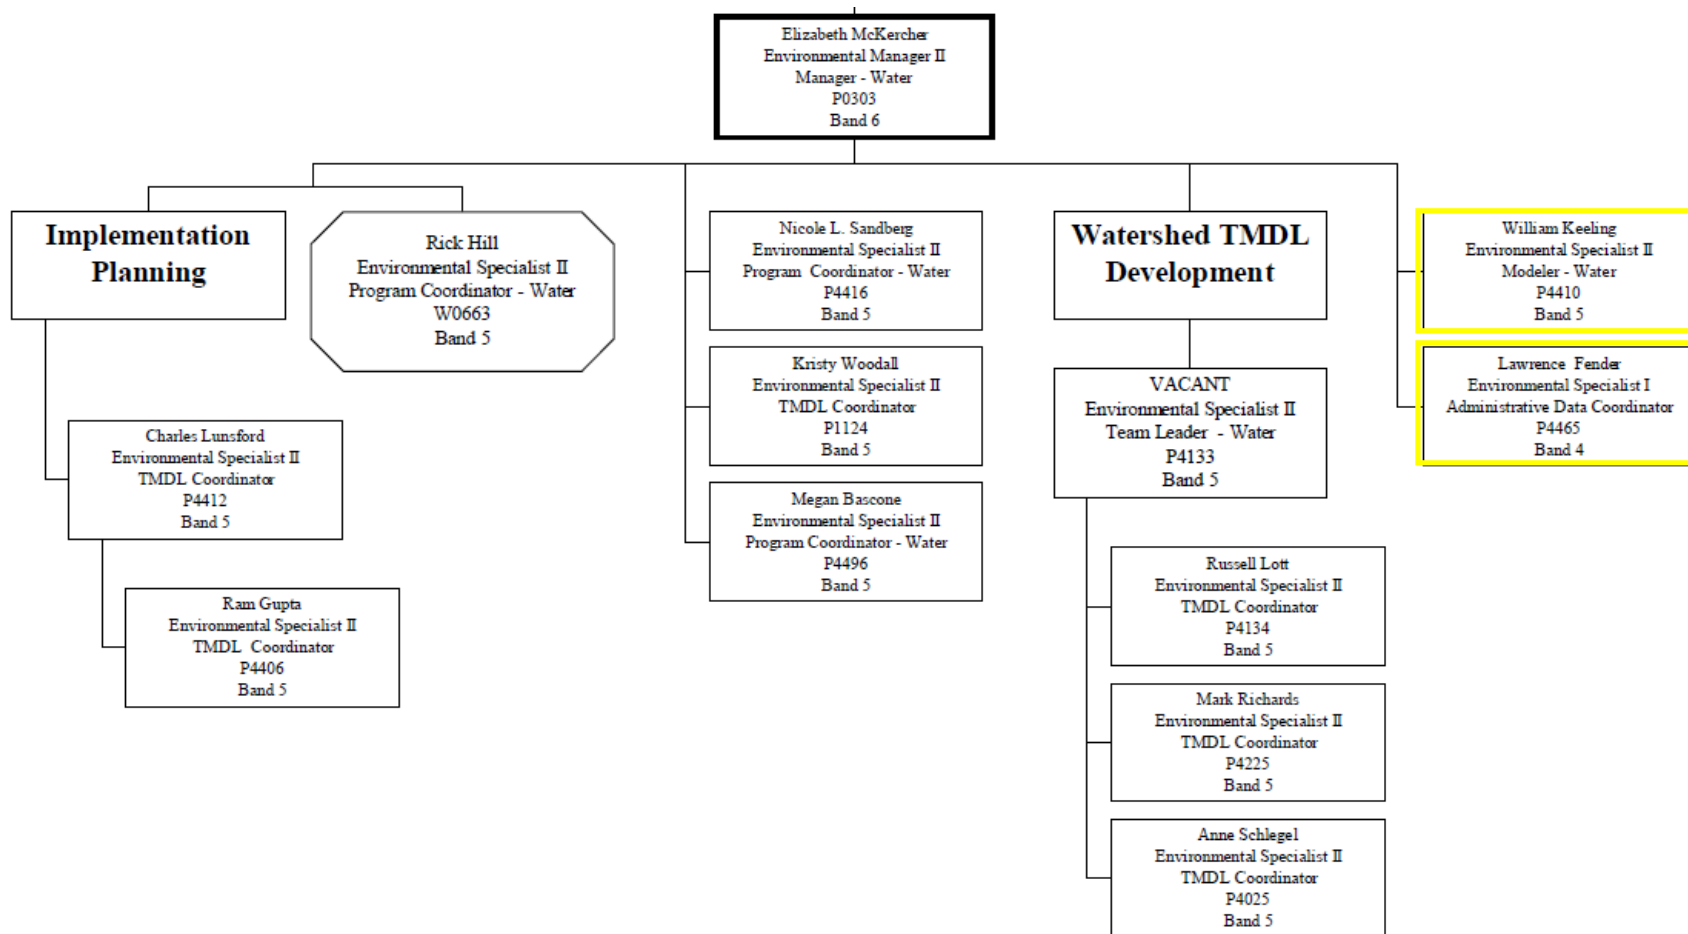 Elizabeth McKercher
Environmental Manager II
Manager - Water
P0303
Band 6
Implementation
Planning
Rick Hill
Environmental Specialist II
Program Coordinator - Water
W0663
Band 5
Charles Lunsford
Environmental Specialist II
TMDL Coordinator
P4412
Band 5
Ram Gupta
Environmental Specialist II
TMDL Coordinator
P4406
Band 5
Nicole L. Sandberg
Environmental Specialist II
Program Coordinator - Water
P4416
Band 5
Kristy Woodall
Environmental Specialist II
TMDL Coordinator
P1124
Band 5
Megan Bascone
Environmental Specialist II
Program Coordinator - Water
P4496
Band 5
Watershed TMDL
Development
VACANT
Environmental Specialist II
Team Leader - Water
P4133
Band 5
Russell Lott
Environmental Specialist II
TMDL Coordinator
P4134
Band 5
Mark Richards
Environmental Specialist II
TMDL Coordinator
P4225
Band 5
Anne Schlegel
Environmental Specialist II
TMDL Coordinator
P4025
Band 5
William Keeling
Environmental Specialist II
Modeler - Water
P4410
Band 5
Lawrence Fender
Environmental Specialist I
Administrative Data Coordinator
P4465
Band 4